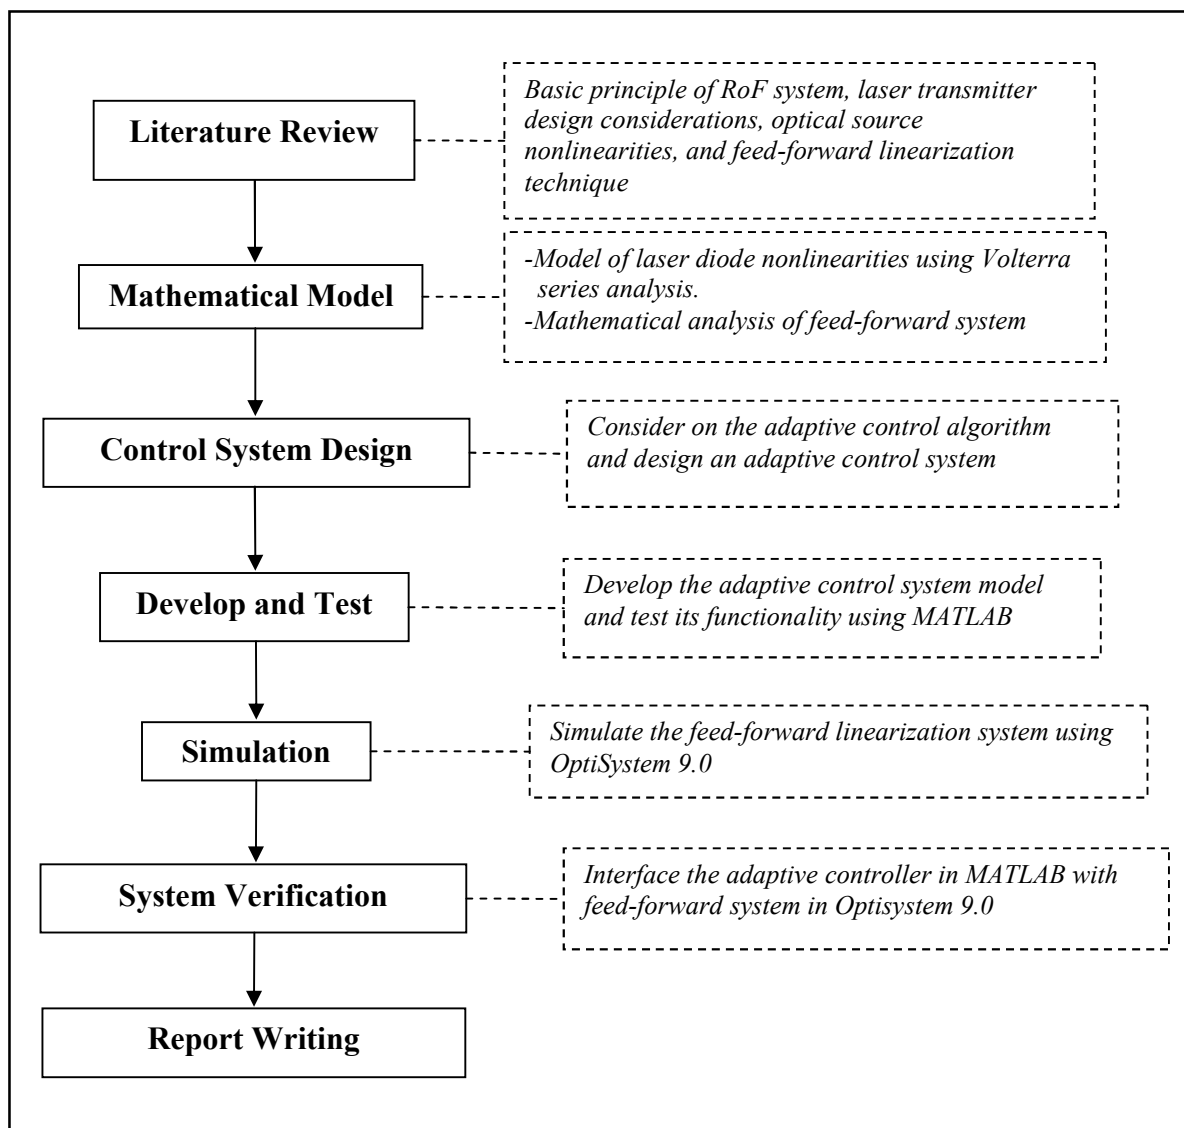 Literature Review
Basic principle of RoF system, laser transmitter
design considerations, optical source
nonlinearities, and feed-forward linearization
technique
Mathematical Model
-Model of laser diode nonlinearities using Volterra
series analysis.
-Mathematical analysis of feed-forward system
Control System Design
Consider on the adaptive control algorithm
and design an adaptive control system
Develop and Test
Develop the adaptive control system model
and test its functionality using MATLAB
Simulation
Simulate the feed-forward linearization system using
OptiSystem 9.0
System Verification
Interface the adaptive controller in MATLAB with
feed-forward system in Optisystem 9.0
Report Writing